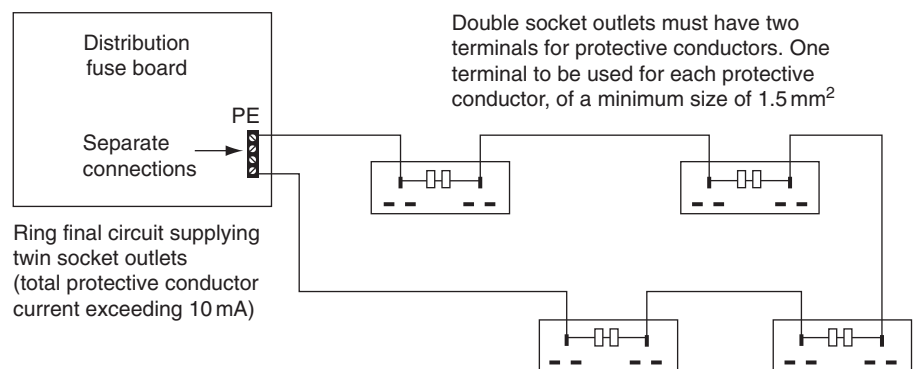 Distribution
fuse board
Double socket outlets must have two
terminals for protective conductors. One
terminal to be used for each protective
conductor, of a minimum size of 1.5 mm²
PE
Separate
connections
Ring final circuit supplying
twin socket outlets
(total protective conductor
current exceeding 10 mA)